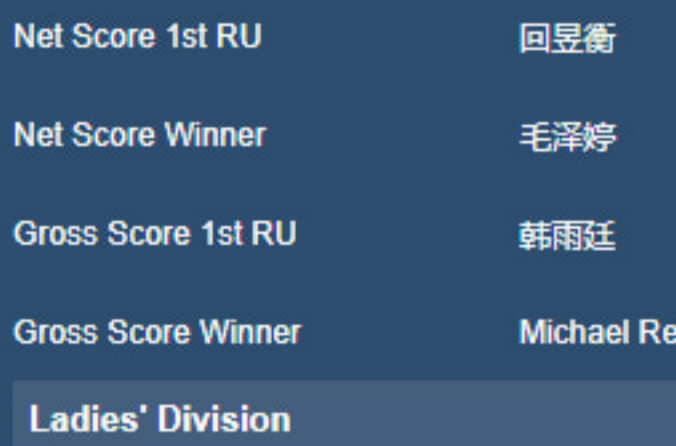 Net Score 1st RU 回昱衡
Net Score Winner 毛泽婷
Gross Score 1st RU 韩雨廷
Gross Score Winner Michael Re
Ladies' Division